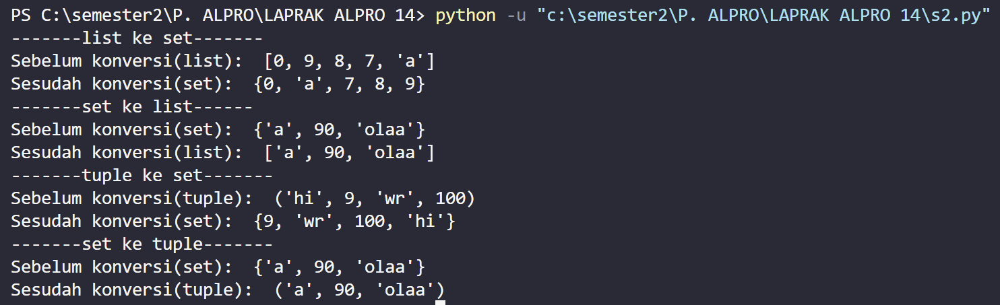 PS C:\semester2\P. ALPRO\LAPRAK ALPRO 14> python -u "c:\semester2\P. ALPRO\LAPRAK ALPRO 14\s2.py"
-------list ke set-------
Sebelum konversi(list):  [0, 9, 8, 7, 'a']
Sesudah konversi(set):  {0, 'a', 7, 8, 9}
-------set ke list------
Sebelum konversi(set):  {'a', 90, 'olaa'}
Sesudah konversi(list):  ['a', 90, 'olaa']
-------tuple ke set-------
Sebelum konversi(tuple):  ('hi', 9, 'wr', 100)
Sesudah konversi(set):  {9, 'wr', 100, 'hi'}
-------set ke tuple-------
Sebelum konversi(set):  {'a', 90, 'olaa'}
Sesudah konversi(tuple):  ('a', 90, 'olaa')